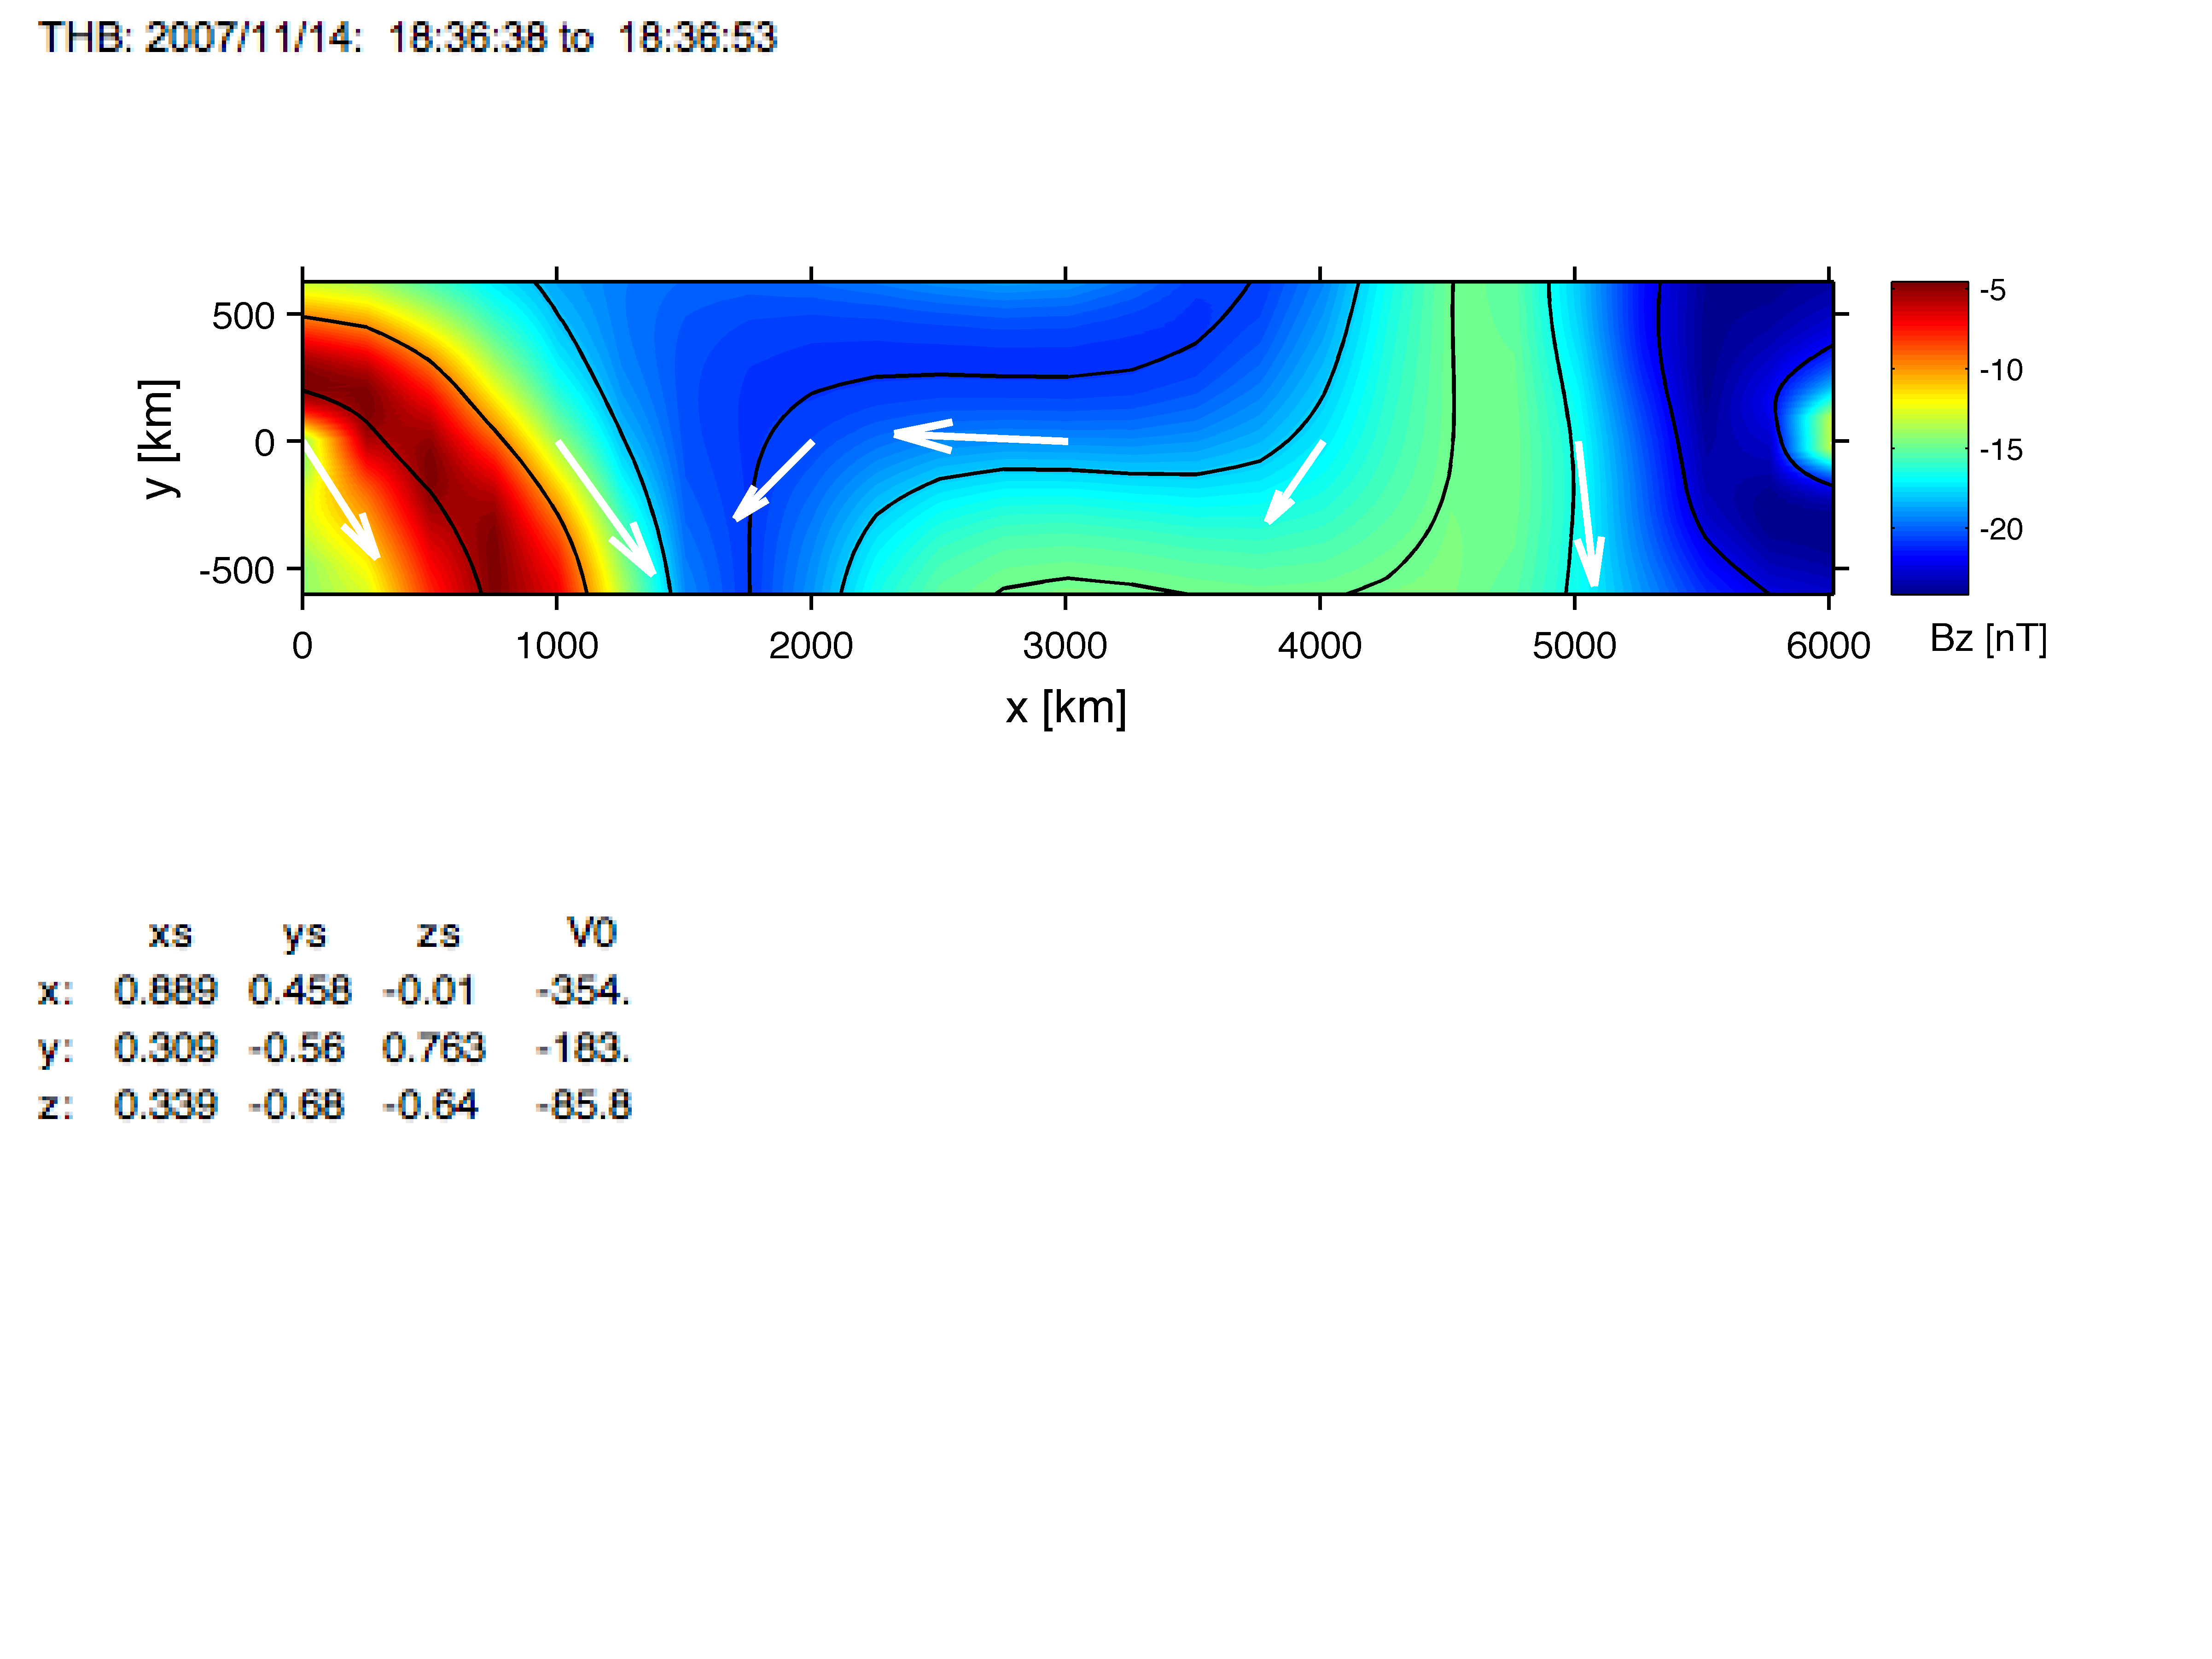 THB: 2007/11/14: 18:36:38 to 18:36:53
500
0
-500
y [km]
0 1000 2000 3000 4000 5000 6000
x [km]
-5
-10
-15
-20
Bz [nT]
xs ys zs V0
x: 0.889 0.458 -0.01 -354.
y: 0.309 -0.56 0.763 -183.
z: 0.339 -0.68 -0.64 -85.8